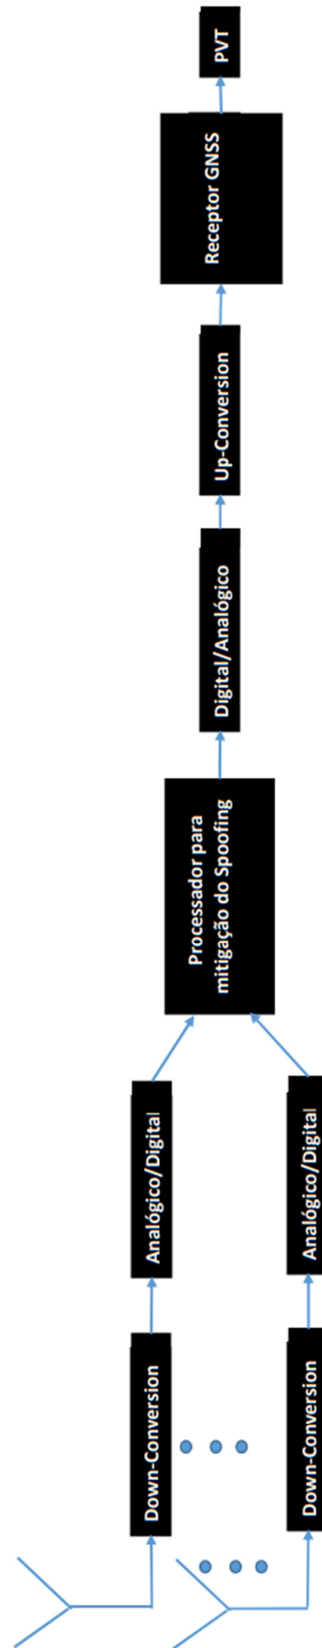 Down-Conversion
Analógico/Digital
Down-Conversion
Analógico/Digital
Processador para
mitigação do Spoofing
Digital/Analógico
Up-Conversion
Receptor GNSS
PVT